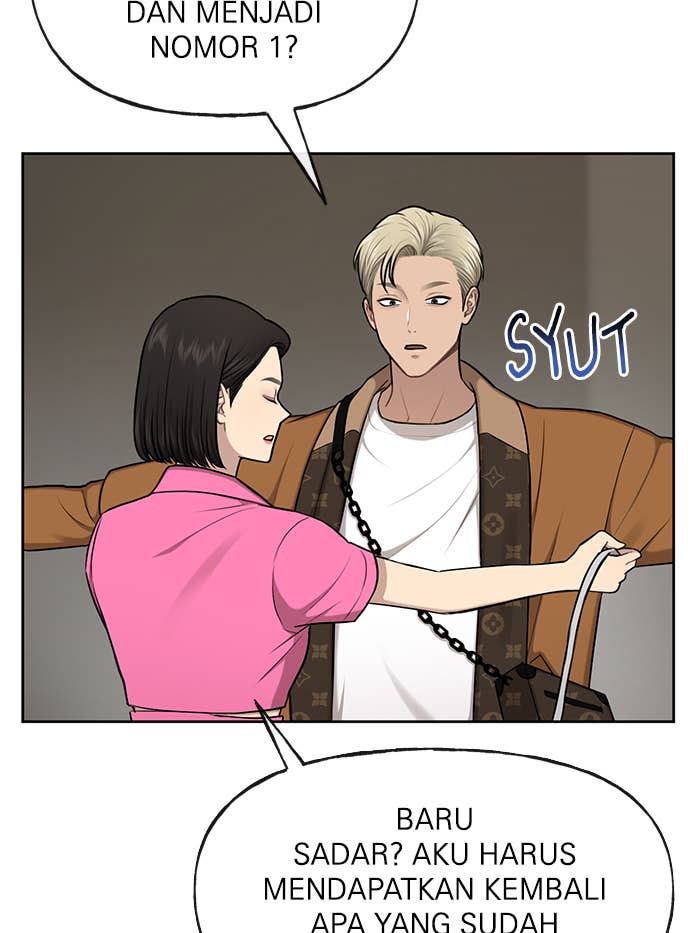 DAN MENJADI
NOMOR 1?
SYUT
BARU
SADAR? AKU HARUS
MENDAPATKAN KEMBALI
APA YANG SUDAH